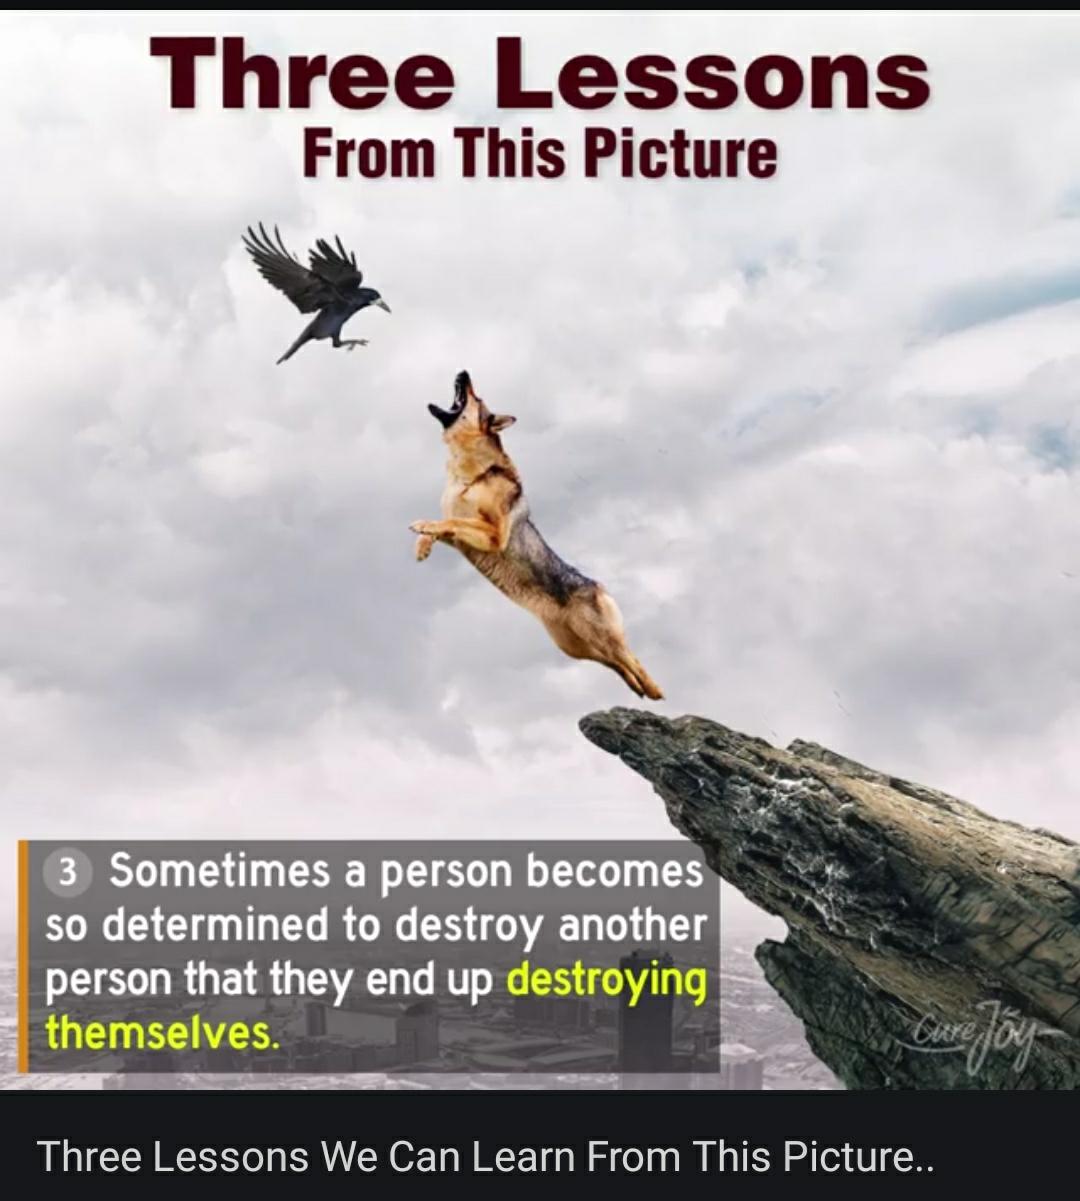 Three Lessons
From This Picture
3 Sometimes a person becomes
so determined to destroy another
person that they end up destroying
themselves.
CureJoy
Three Lessons We Can Learn From This Picture..